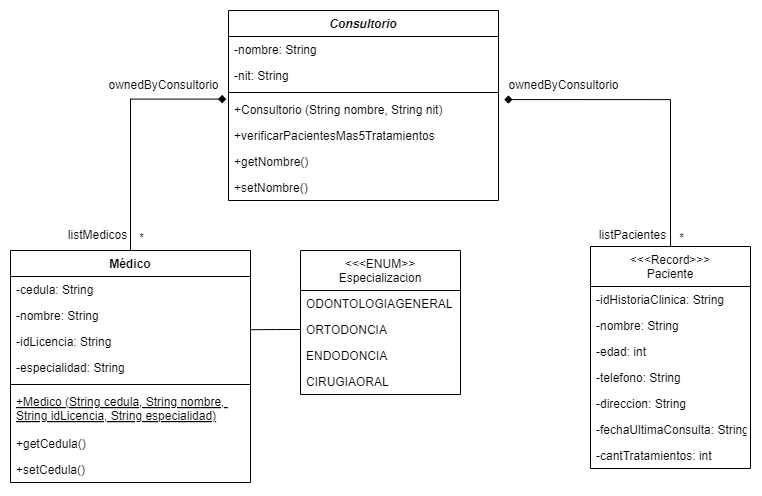 Consultorio
-nombre: String
-nit: String
+Consultorio (String nombre, String nit)
+verificarPacientesMas5Tratamientos
+getNombre()
+setNombre()
ownedByConsultorio
ownedByConsultorio
listMedicos
*
listPacientes
*
Médico
-cedula: String
-nombre: String
-idLicencia: String
-especialidad: String
+Medico (String cedula, String nombre,
String idLicencia, String especialidad)
+getCedula()
+setCedula()
<<<ENUM>>
Especializacion
ODONTOLOGIAGENERAL
ORTODONCIA
ENDODONCIA
CIRUGIAORAL
<<<Record>>>
Paciente
-idHistoriaClinica: String
-nombre: String
-edad: int
-telefono: String
-direccion: String
-fechaUltimaConsulta: String
-cantTratamientos: int